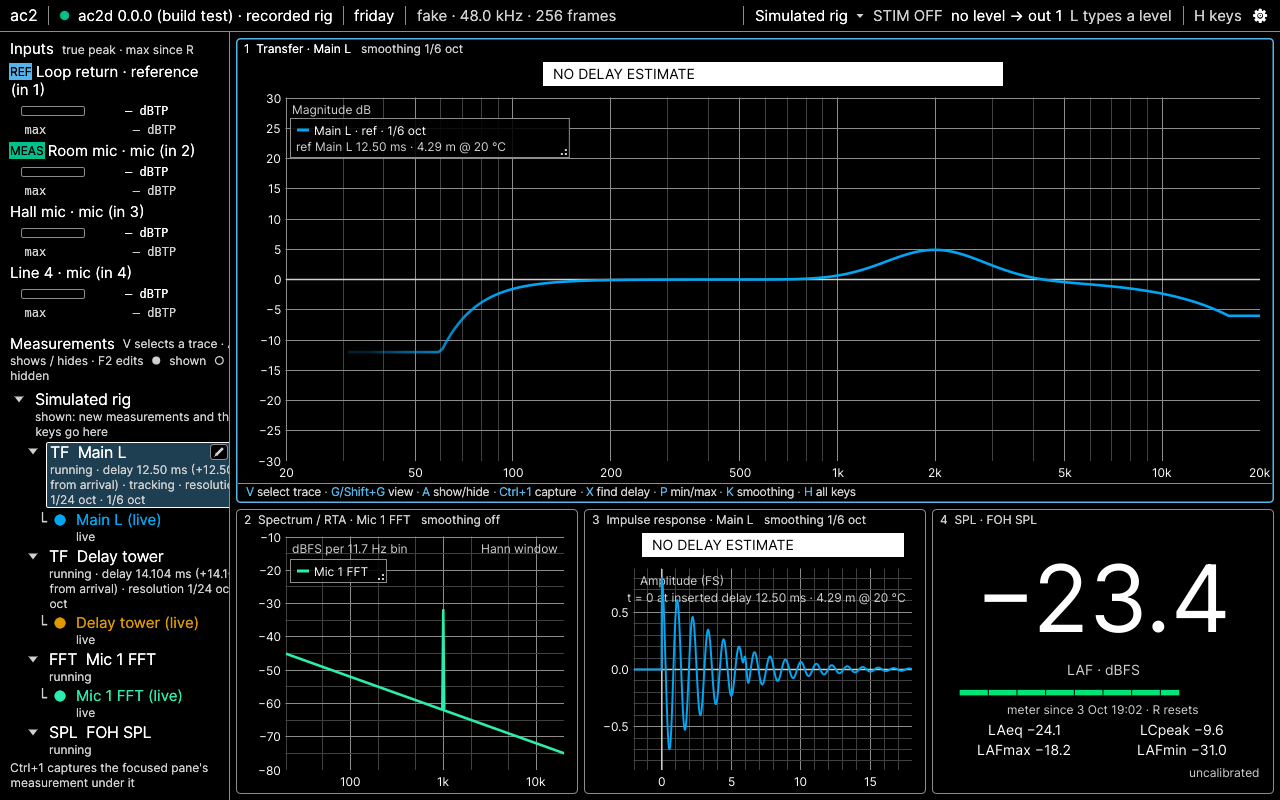 ac2 ac2d 0.0.0 (build test) · recorded rig friday fake · 48.0 kHz · 256 frames Simulated rig STIM OFF no level → out 1 L types a level H keys
Inputs true peak · max since R
REF Loop return · reference
(in 1)
– dBTP
max – dBTP
MEAS Room mic · mic (in 2)
– dBTP
max – dBTP
Hall mic · mic (in 3)
– dBTP
max – dBTP
Line 4 · mic (in 4)
– dBTP
max – dBTP
Measurements V selects a trace ·
shows / hides · F2 edits shown
hidden
Simulated rig
shown: new measurements and th
keys go here
TF Main L
running · delay 12.50 ms (+12.50
from arrival) · tracking · resolutio
1/24 oct · 1/6 oct
Main L (live)
live
TF Delay tower
running · delay 14.104 ms (+14.1
from arrival) · resolution 1/24 oc
oct
Delay tower (live)
live
FFT Mic 1 FFT
running
Mic 1 FFT (live)
live
SPL FOH SPL
running
Ctrl+1 captures the focused pane's
measurement under it
1 Transfer · Main L smoothing 1/6 oct
NO DELAY ESTIMATE
Magnitude dB
Main L · ref · 1/6 oct
ref Main L 12.50 ms · 4.29 m @ 20 °C
30
25
20
15
10
5
0
−5
−10
−15
−20
−25
−30
20 50 100 200 500 1k 2k 5k 10k 20k
V select trace · G/Shift+G view · A show/hide · Ctrl+1 capture · X find delay · P min/max · K smoothing · H all keys
2 Spectrum / RTA · Mic 1 FFT smoothing off
dBFS per 11.7 Hz bin Hann window
Mic 1 FFT
−10
−20
−30
−40
−50
−60
−70
−80
100 1k 10k
3 Impulse response · Main L smoothing 1/6 oct
NO DELAY ESTIMATE
Amplitude (FS)
t = 0 at inserted delay 12.50 ms · 4.29 m @ 20 °C
0.5
0.0
−0.5
0 5 10 15
4 SPL · FOH SPL
−23.4
LAF · dBFS
meter since 3 Oct 19:02 · R resets
LAeq −24.1 LCpeak −9.6
LAFmax −18.2 LAFmin −31.0
uncalibrated